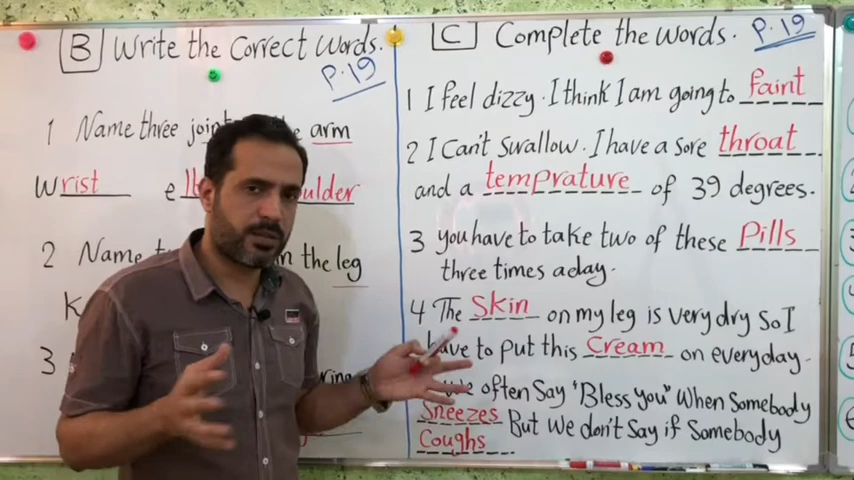 B Write the Correct Words.
P.19
1 Name three the arm
wrist
2 Name in the leg
3
C Complete the words. P.19
1 I feel dizzy. I think I am going to faint
2 I Can't Swallow. I have a sore throat
and a temprature of 39 degrees.
3 you have to take two of these Pills
three times a day.
4 The Skin on my leg is very dry So I
have to put this Cream on everyday.
we often Say "Bless you" When Somebody
Sneezes But we don't Say if Somebody
Coughs